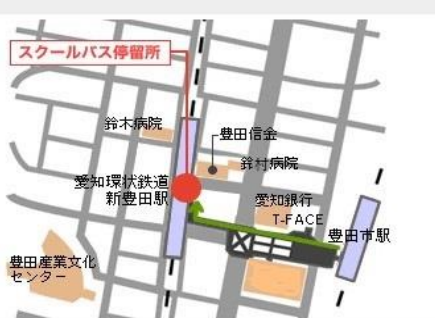 スクールバス停留所
鈴木病院
豊田信金
鈴村病院
愛知環状鉄道
新豊田駅
愛知銀行
T-FACE
豊田市駅
豊田産業文化
センター